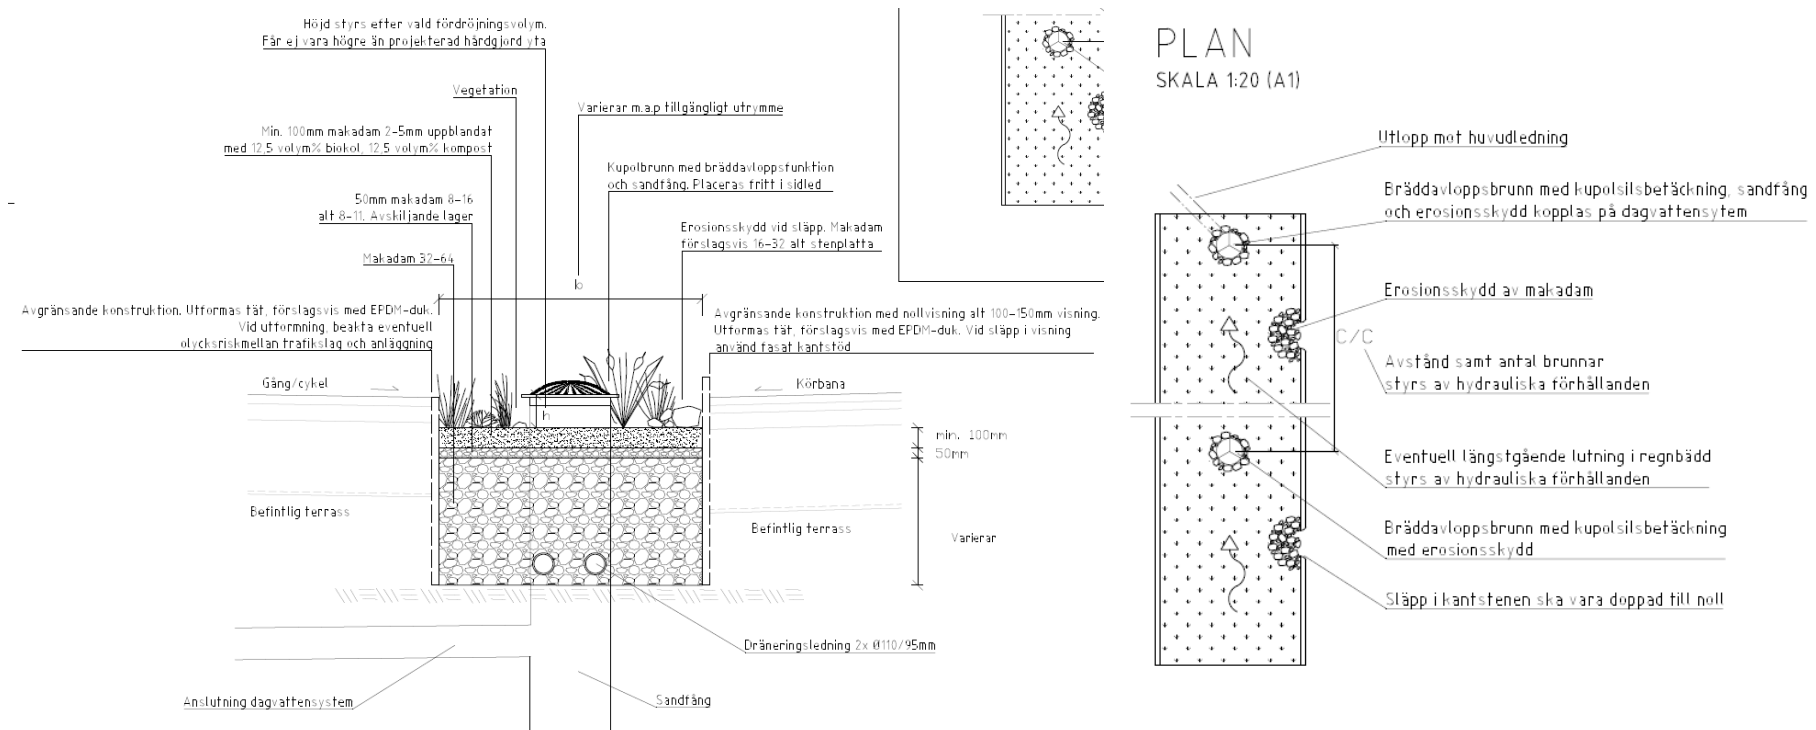 Höjd styrs efter vald fördröjningsvolym.
Får ej vara högre än projekterad hårdgjord yta
Vegetation
Varierar m.a.p tillgängligt utrymme
Min. 100mm makadam 2-5mm uppblandat
med 12,5 volym% biokol, 12,5 volym% kompost
Kupolbrunn med bräddavloppsfunktion
och sandfång. Placeras fritt i sidled
50mm makadam 8-16
alt 8-11. Avskiljande lager
Erosionsskydd vid släpp. Makadam
förslagsvis 16-32 alt stenplatta
Makadam 32-64
b
Avgränsande konstruktion. Utformas tät, förslagsvis med EPDM-duk.
Vid utformning, beakta eventuell
olycksriskmellan trafikslag och anläggning
Avgränsande konstruktion med nollvisning alt 100-150mm visning.
Utformas tät, förslagsvis med EPDM-duk. Vid släpp i visning
använd fasat kantstöd
Gång/cykel
Körbana
h
min. 100mm
50mm
Befintlig terrass
Befintlig terrass
Varierar
Dräneringsledning 2x Ø110/95mm
Anslutning dagvattensystem
Sandfång
PLAN
SKALA 1:20 (A1)
Utlopp mot huvudledning
Bräddavloppsbrunn med kupolsilsbetäckning, sandfång
och erosionsskydd kopplas på dagvattensytem
Erosionsskydd av makadam
C/C
Avstånd samt antal brunnar
styrs av hydrauliska förhållanden
Eventuell längstgående lutning i regnbädd
styrs av hydrauliska förhållanden
Bräddavloppsbrunn med kupolsilsbetäckning
med erosionsskydd
Släpp i kantstenen ska vara doppad till noll